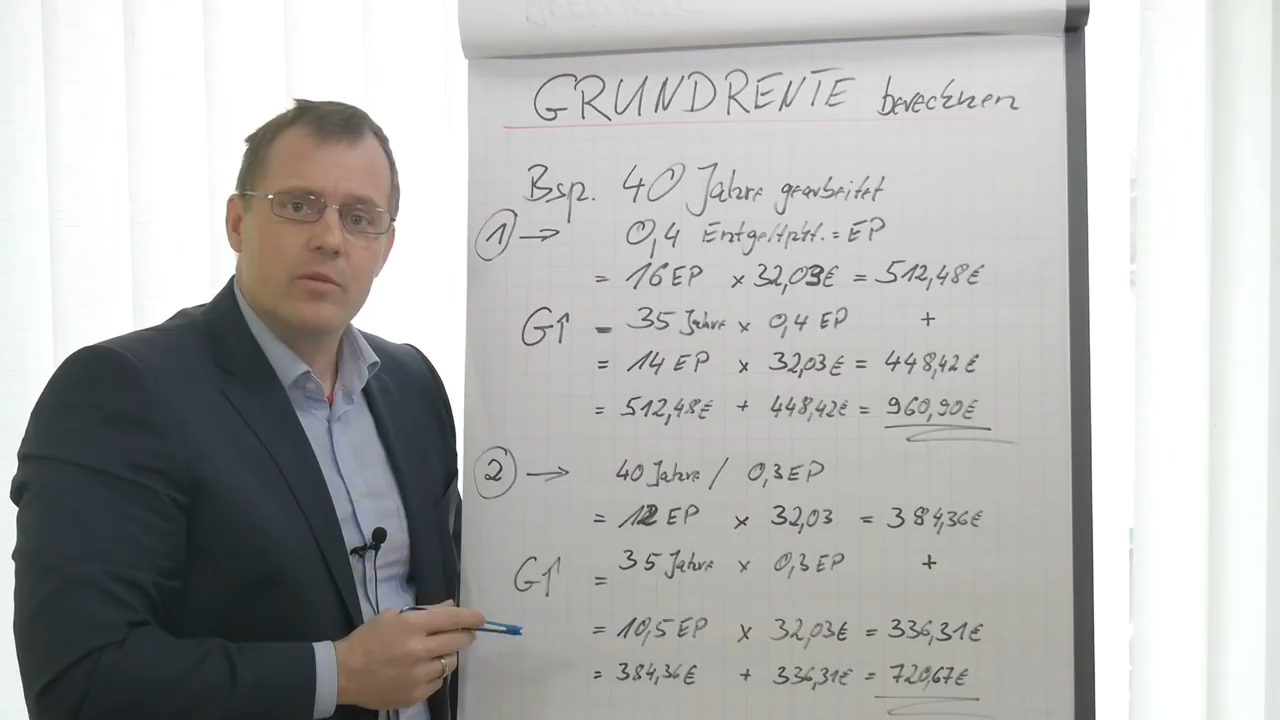 GRUNDRENTE berechnen
Bsp. 40 Jahre gearbeitet
① → 0,4 Entgeltpkt. = EP
= 16 EP x 32,03€ = 512,48€
G↑ - 35 Jahre x 0,4 EP +
= 14 EP x 32,03€ = 448,42€
= 512,48€ + 448,42€ = 960,90€
② → 40 Jahre / 0,3 EP
= 12 EP x 32,03 = 384,36€
G↑ = 35 Jahre x 0,3 EP +
= 10,5 EP x 32,03€ = 336,31€
= 384,36€ + 336,31€ = 720,67€